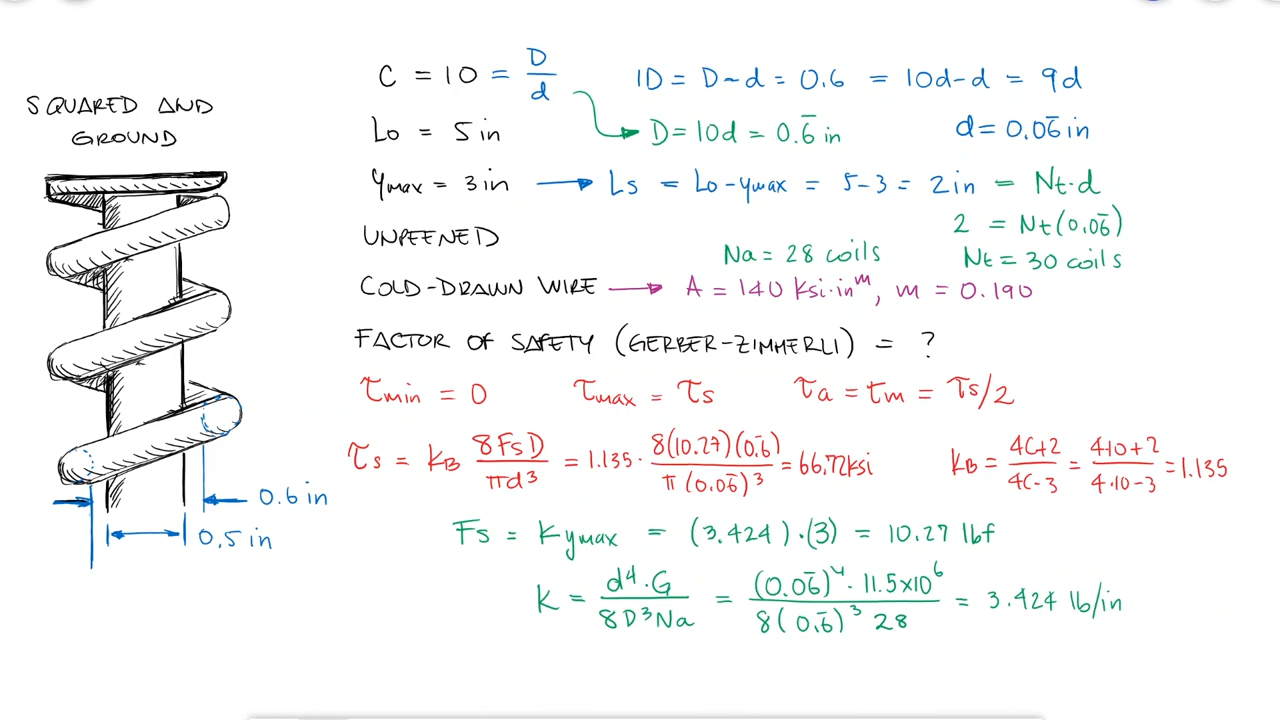 SQUARED AND
GROUND
0.6 in
0.5 in
C = 10 = D/d
ID = D-d = 0.6 = 10d-d = 9d
Lo = 5 in
D = 10d = 0.6̅ in
d = 0.06̅ in
ymax = 3 in → Ls = Lo-ymax = 5-3 = 2 in = Nt·d
2 = Nt(0.06̅)
UNPEENED
Na = 28 coils
Nt = 30 coils
COLD-DRAWN WIRE → A = 140 ksi·in^m, m = 0.190
FACTOR OF SAFETY (GERBER-ZIMMERLI) = ?
τmin = 0
τmax = τs
τa = τm = τs/2
τs = KB 8FsD/πd³ = 1.135 · 8(10.27)(0.6̅)/π(0.06̅)³ = 66.72 ksi
KB = 4C+2/4C-3 = 4·10+2/4·10-3 = 1.135
Fs = Kymax = (3.424)·(3) = 10.27 lbf
K = d⁴·G/8D³Na = (0.06̅)⁴·11.5x10⁶/8(0.6̅)³ 28 = 3.424 lb/in